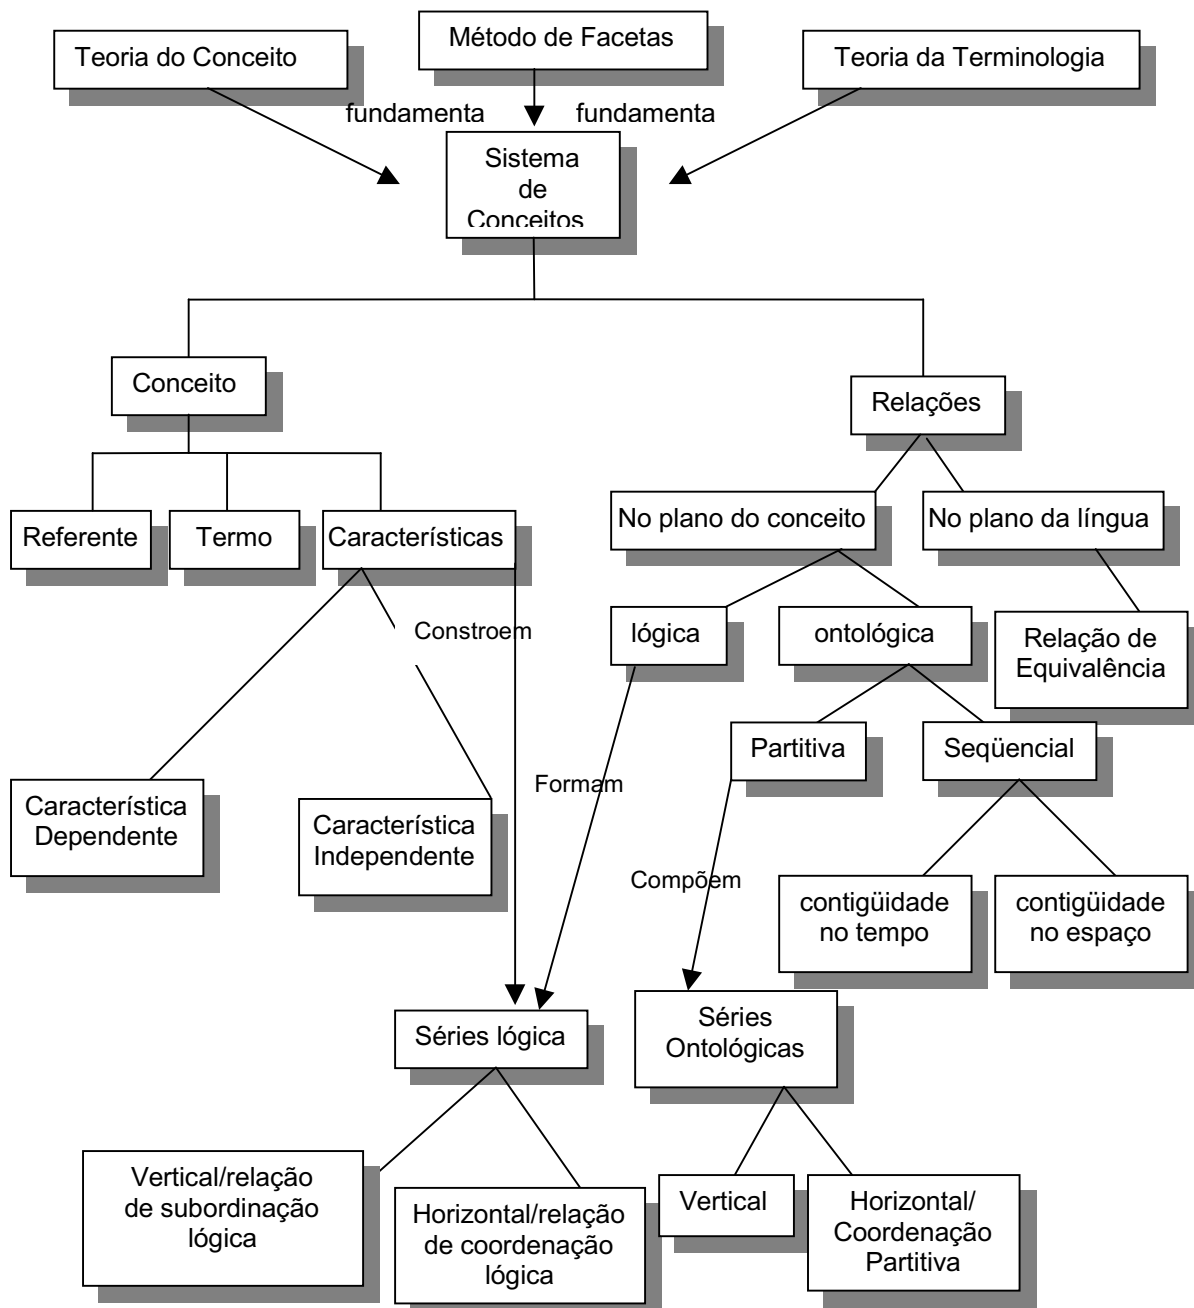 Teoria do Conceito
Método de Facetas
Teoria da Terminologia
fundamenta
fundamenta
Sistema
de
Conceitos
Conceito
Relações
Referente
Termo
Características
No plano do conceito
No plano da língua
Constroem
lógica
ontológica
Relação de
Equivalência
Partitiva
Seqüencial
Formam
Característica
Dependente
Característica
Independente
Compõem
contigüidade
no tempo
contigüidade
no espaço
Séries lógica
Séries
Ontológicas
Vertical/relação
de subordinação
lógica
Horizontal/relação
de coordenação
lógica
Vertical
Horizontal/
Coordenação
Partitiva